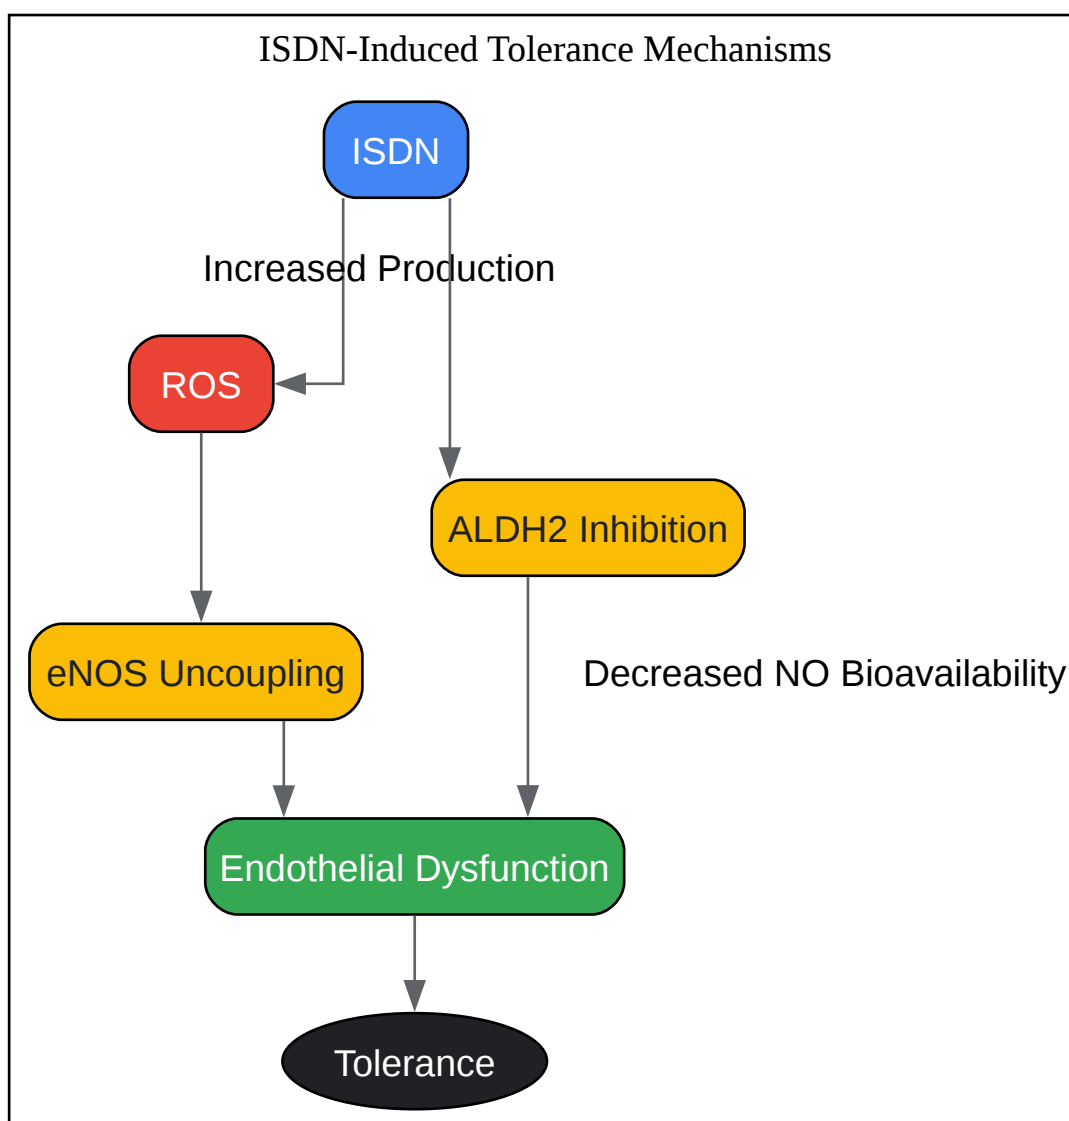 ISDN-Induced Tolerance Mechanisms
ISDN
Increased Production
ROS
ALDH2 Inhibition
eNOS Uncoupling
Decreased NO Bioavailability
Endothelial Dysfunction
Tolerance